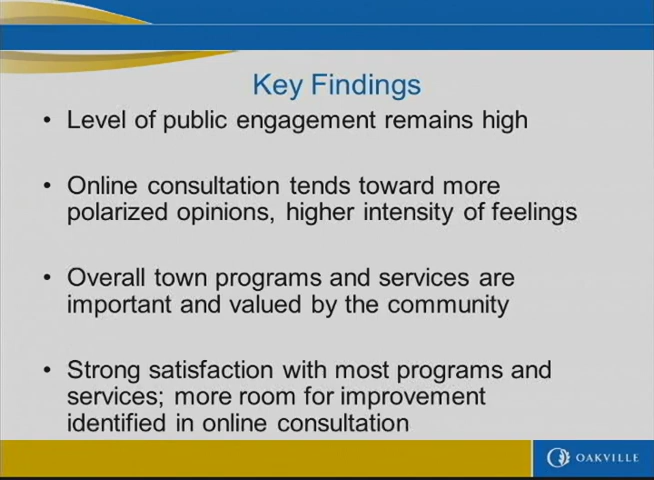 Key Findings
• Level of public engagement remains high
• Online consultation tends toward more
polarized opinions, higher intensity of feelings
• Overall town programs and services are
important and valued by the community
• Strong satisfaction with most programs and
services; more room for improvement
identified in online consultation
OAKVILLE